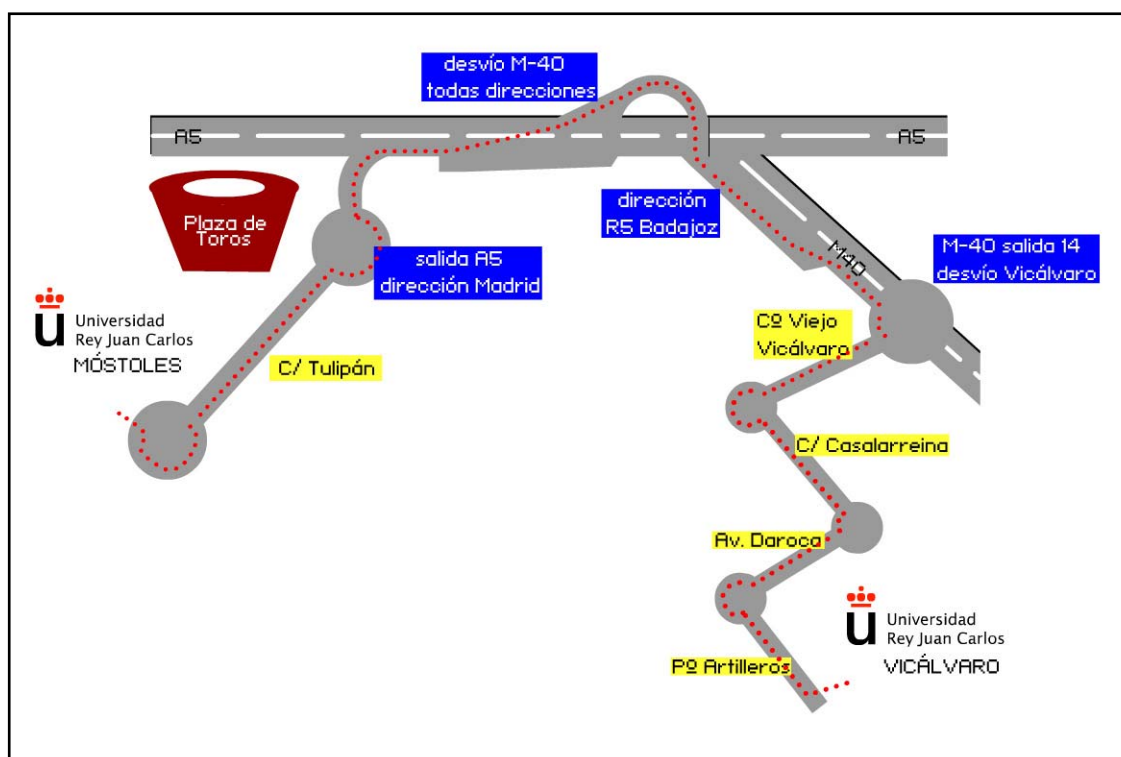 desvío M-40
todas direcciones
A5
A5
Plaza de
Toros
dirección
R5 Badajoz
M40
salida A5
dirección Madrid
M-40 salida 14
desvío Vicálvaro
u Universidad
Rey Juan Carlos
MÓSTOLES
Cº Viejo
Vicálvaro
C/ Tulipán
C/ Casalarreina
Av. Daroca
u Universidad
Rey Juan Carlos
VICÁLVARO
Pº Artilleros